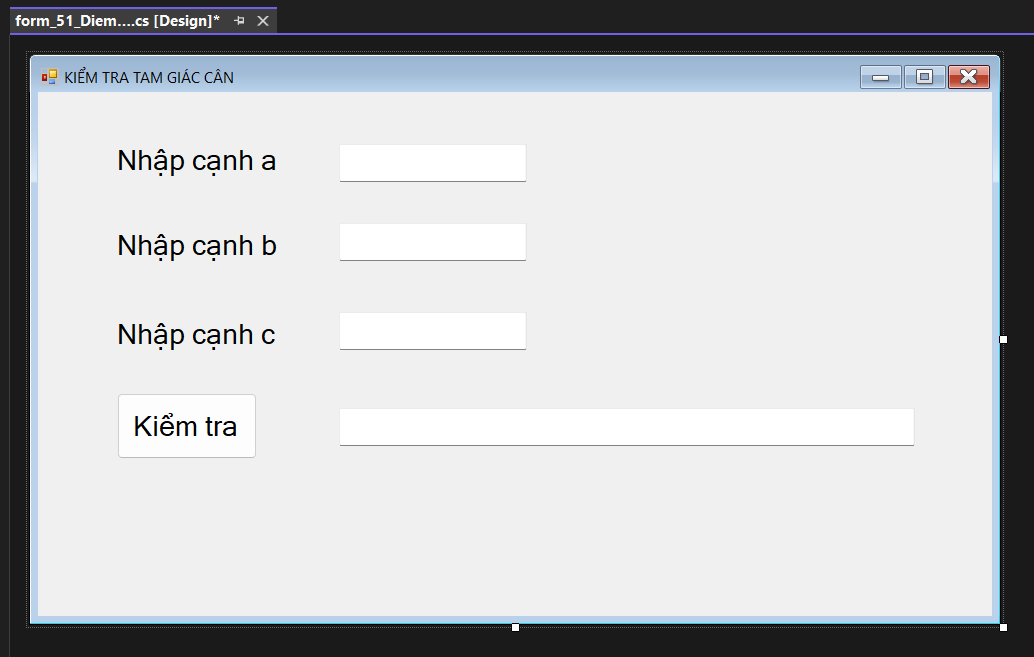 form_51_Diem....cs [Design]*
KIỂM TRA TAM GIÁC CÂN
Nhập cạnh a
Nhập cạnh b
Nhập cạnh c
Kiểm tra